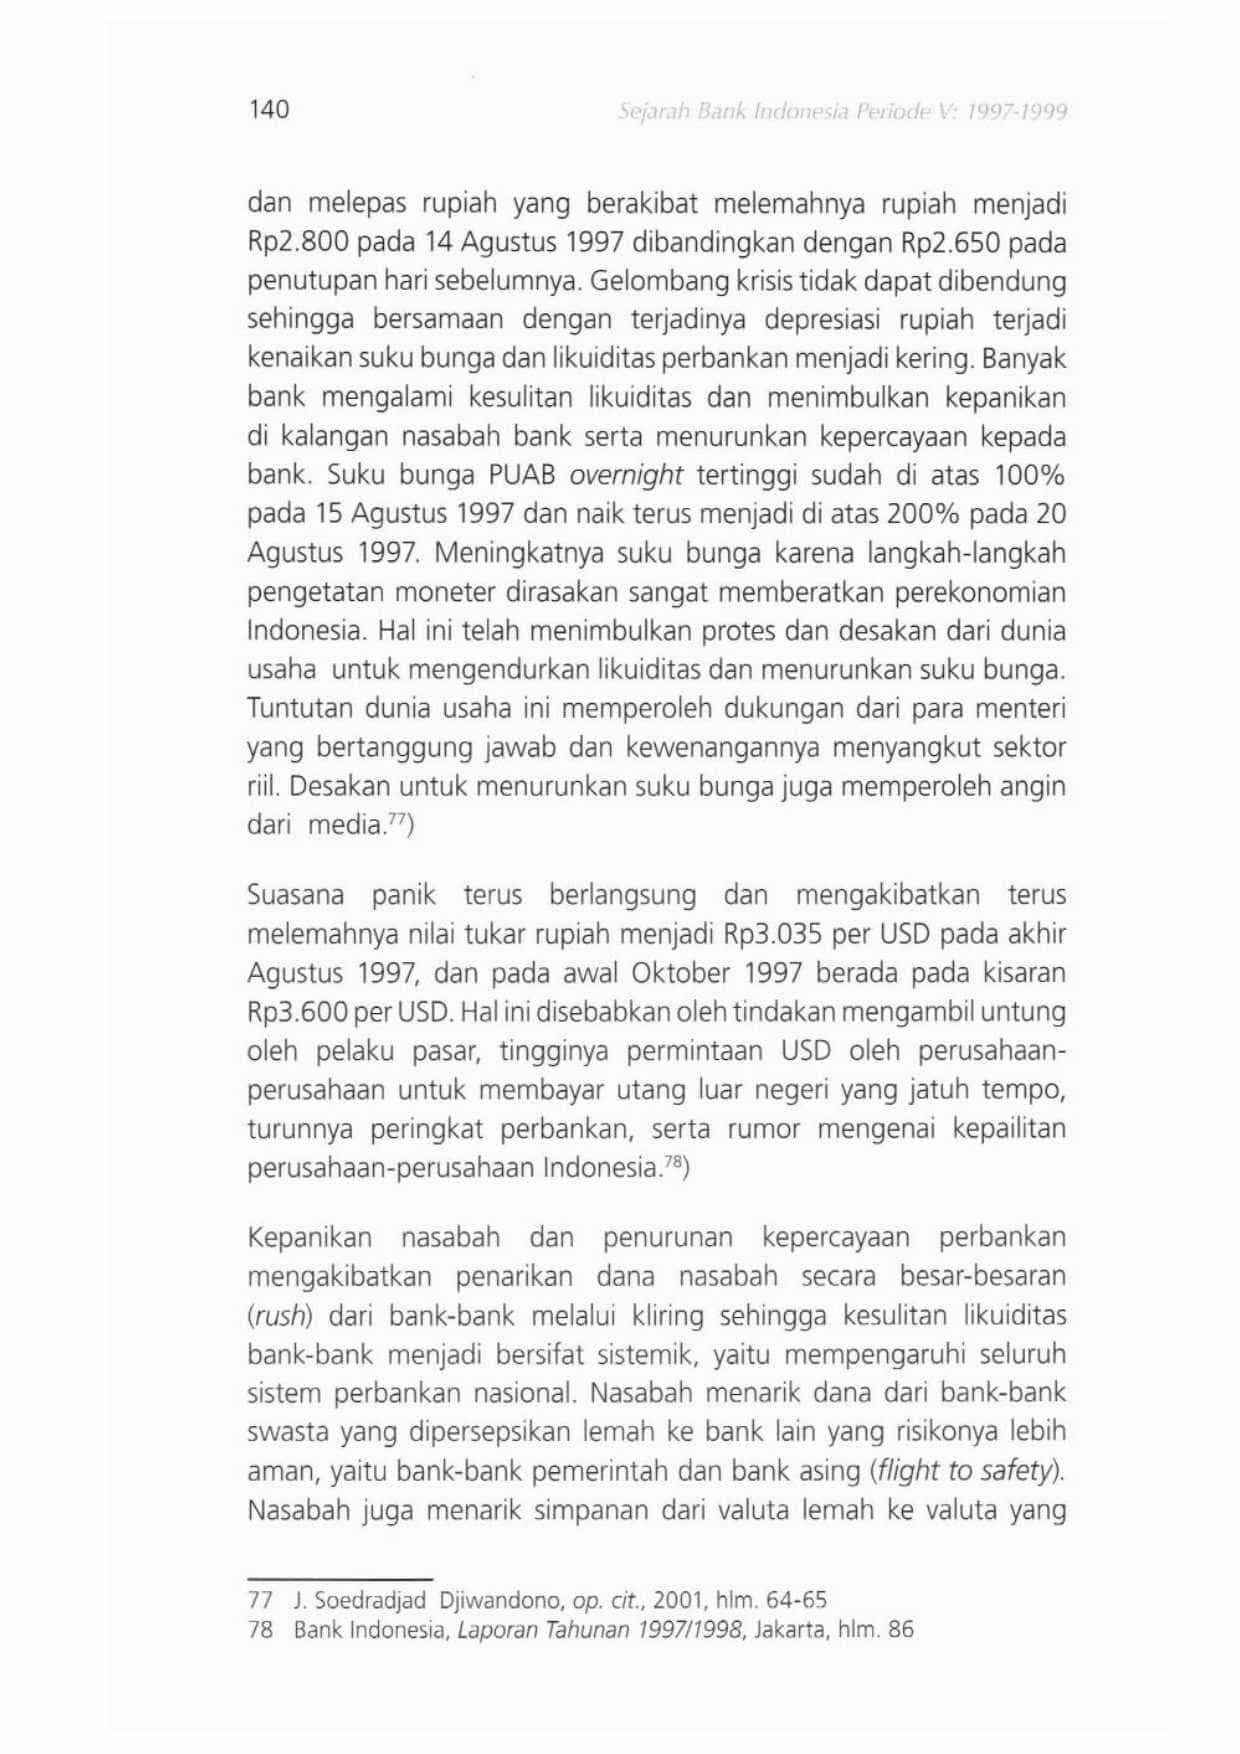 140
Sejarah Bank Indonesia Periode V: 1997-1999
dan melepas rupiah yang berakibat melemahnya rupiah menjadi
Rp2.800 pada 14 Agustus 1997 dibandingkan dengan Rp2.650 pada
penutupan hari sebelumnya. Gelombang krisis tidak dapat dibendung
sehingga bersamaan dengan terjadinya depresiasi rupiah terjadi
kenaikan suku bunga dan likuiditas perbankan menjadi kering. Banyak
bank mengalami kesulitan likuiditas dan menimbulkan kepanikan
di kalangan nasabah bank serta menurunkan kepercayaan kepada
bank. Suku bunga PUAB overnight tertinggi sudah di atas 100%
pada 15 Agustus 1997 dan naik terus menjadi di atas 200% pada 20
Agustus 1997. Meningkatnya suku bunga karena langkah-langkah
pengetatan moneter dirasakan sangat memberatkan perekonomian
Indonesia. Hal ini telah menimbulkan protes dan desakan dari dunia
usaha untuk mengendurkan likuiditas dan menurunkan suku bunga.
Tuntutan dunia usaha ini memperoleh dukungan dari para menteri
yang bertanggung jawab dan kewenangannya menyangkut sektor
riil. Desakan untuk menurunkan suku bunga juga memperoleh angin
dari media.77)
Suasana panik terus berlangsung dan mengakibatkan terus
melemahnya nilai tukar rupiah menjadi Rp3.035 per USD pada akhir
Agustus 1997, dan pada awal Oktober 1997 berada pada kisaran
Rp3.600 per USD. Hal ini disebabkan oleh tindakan mengambil untung
oleh pelaku pasar, tingginya permintaan USD oleh perusahaan-
perusahaan untuk membayar utang luar negeri yang jatuh tempo,
turunnya peringkat perbankan, serta rumor mengenai kepailitan
perusahaan-perusahaan Indonesia.78)
Kepanikan nasabah dan penurunan kepercayaan perbankan
mengakibatkan penarikan dana nasabah secara besar-besaran
(rush) dari bank-bank melalui kliring sehingga kesulitan likuiditas
bank-bank menjadi bersifat sistemik, yaitu mempengaruhi seluruh
sistem perbankan nasional. Nasabah menarik dana dari bank-bank
swasta yang dipersepsikan lemah ke bank lain yang risikonya lebih
aman, yaitu bank-bank pemerintah dan bank asing (flight to safety).
Nasabah juga menarik simpanan dari valuta lemah ke valuta yang
77 J. Soedradjad Djiwandono, op. cit., 2001, hlm. 64-65
78 Bank Indonesia, Laporan Tahunan 1997/1998, Jakarta, hlm. 86